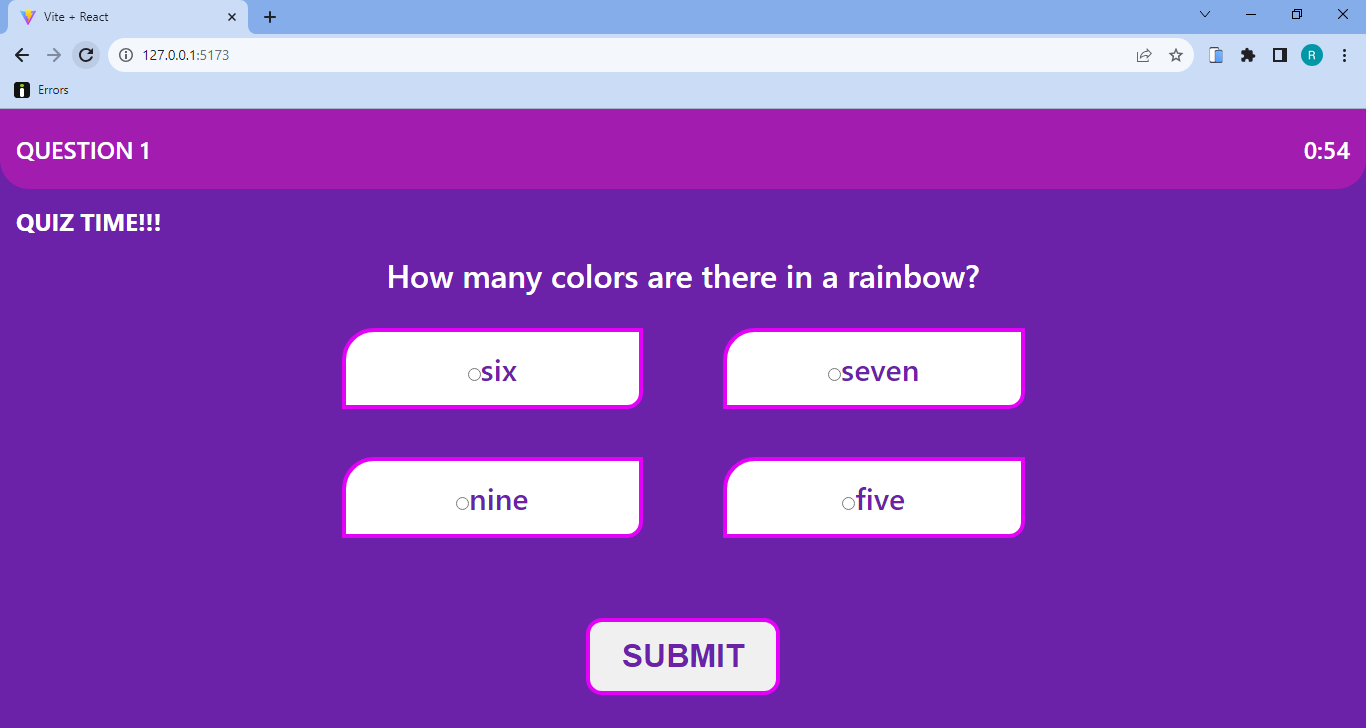 Vite + React
127.0.0.1:5173
R
Errors
QUESTION 1 0:54
QUIZ TIME!!!
How many colors are there in a rainbow?
six seven
nine five
SUBMIT